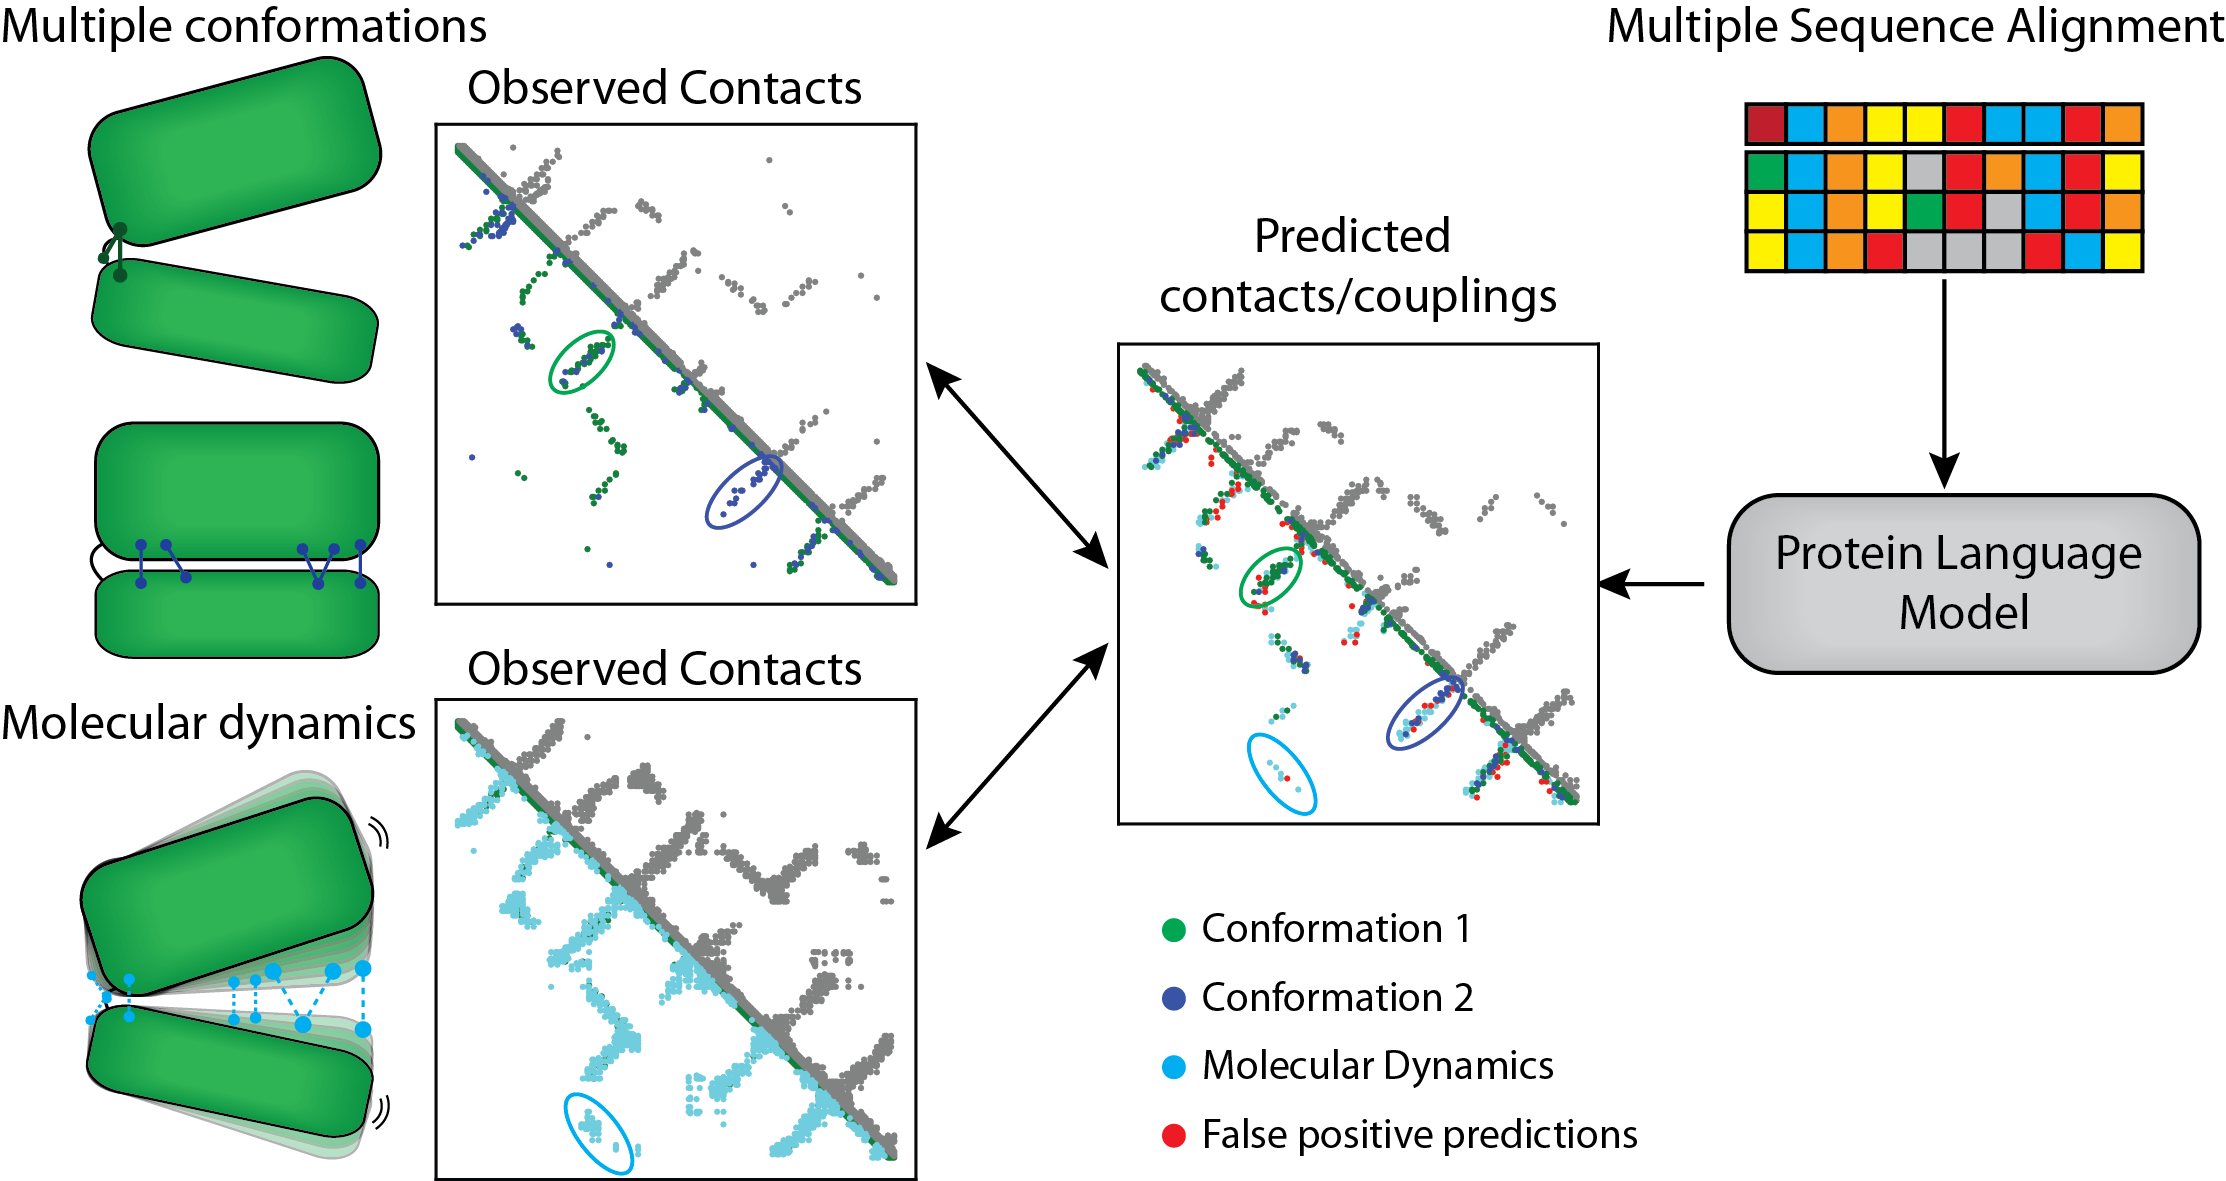 Multiple conformations
Multiple Sequence Alignment
Observed Contacts
Predicted
contacts/couplings
Protein Language
Model
Observed Contacts
Molecular dynamics
Conformation 1
Conformation 2
Molecular Dynamics
False positive predictions